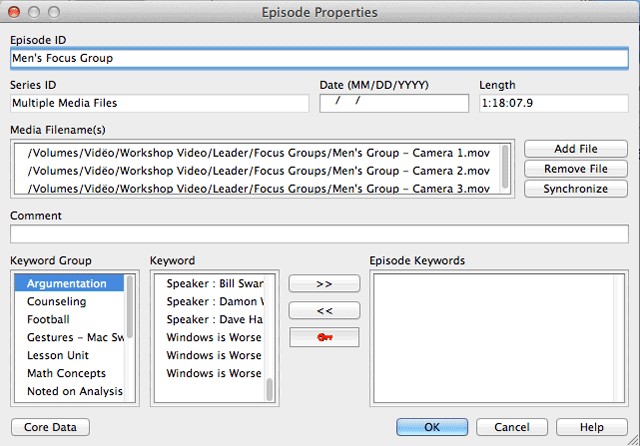 Episode Properties
Episode ID
Men's Focus Group
Series ID
Date (MM/DD/YYYY)
Length
Multiple Media Files
/ /
1:18:07.9
Media Filename(s)
/Volumes/Vidëo/Workshop Video/Leader/Focus Groups/Men's Group – Camera 1.mov
/Volumes/Vidëo/Workshop Video/Leader/Focus Groups/Men's Group – Camera 2.mov
/Volumes/Vidëo/Workshop Video/Leader/Focus Groups/Men's Group – Camera 3.mov
Add File
Remove File
Synchronize
Comment
Keyword Group
Argumentation
Counseling
Football
Gestures – Mac Sw
Lesson Unit
Math Concepts
Noted on Analysis
Keyword
Speaker : Bill Swan
Speaker : Damon W
Speaker : Dave Ha
Windows is Worse
Windows is Worse
Windows is Worse
>>
<<
Episode Keywords
Core Data
OK
Cancel
Help